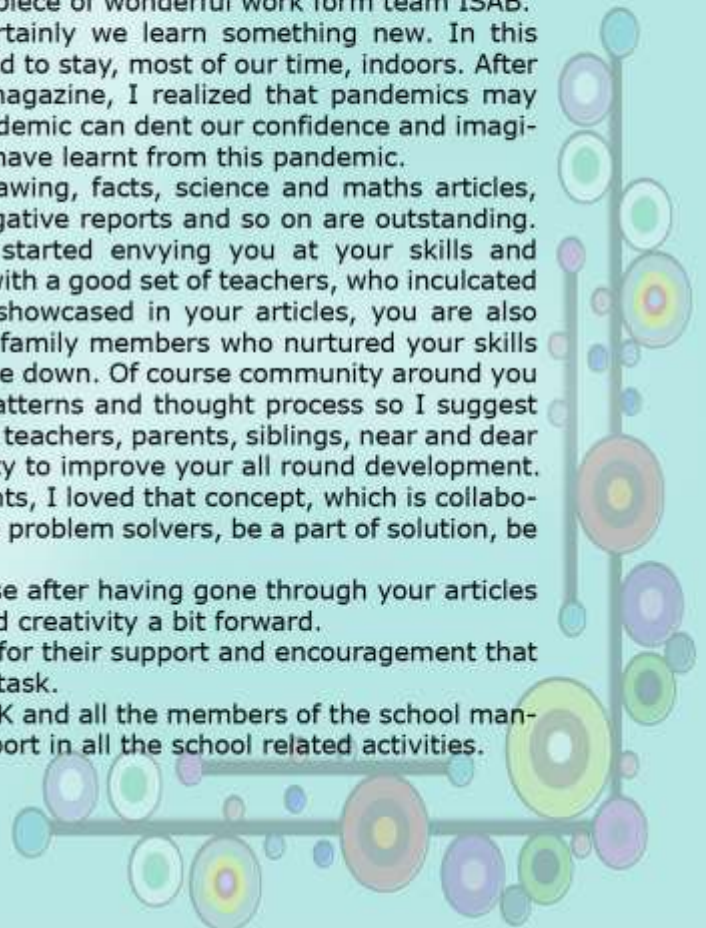 piece of wonderful work form team ISAB.
rtainly we learn something new. In this
d to stay, most of our time, indoors. After
magazine, I realized that pandemics may
demic can dent our confidence and imagi-
have learnt from this pandemic.
awing, facts, science and maths articles,
gative reports and so on are outstanding.
started envying you at your skills and
with a good set of teachers, who inculcated
showcased in your articles, you are also
family members who nurtured your skills
e down. Of course community around you
atterns and thought process so I suggest
teachers, parents, siblings, near and dear
ty to improve your all round development.
nts, I loved that concept, which is collabo-
problem solvers, be a part of solution, be
se after having gone through your articles
d creativity a bit forward.
for their support and encouragement that
task.
K and all the members of the school man-
port in all the school related activities.